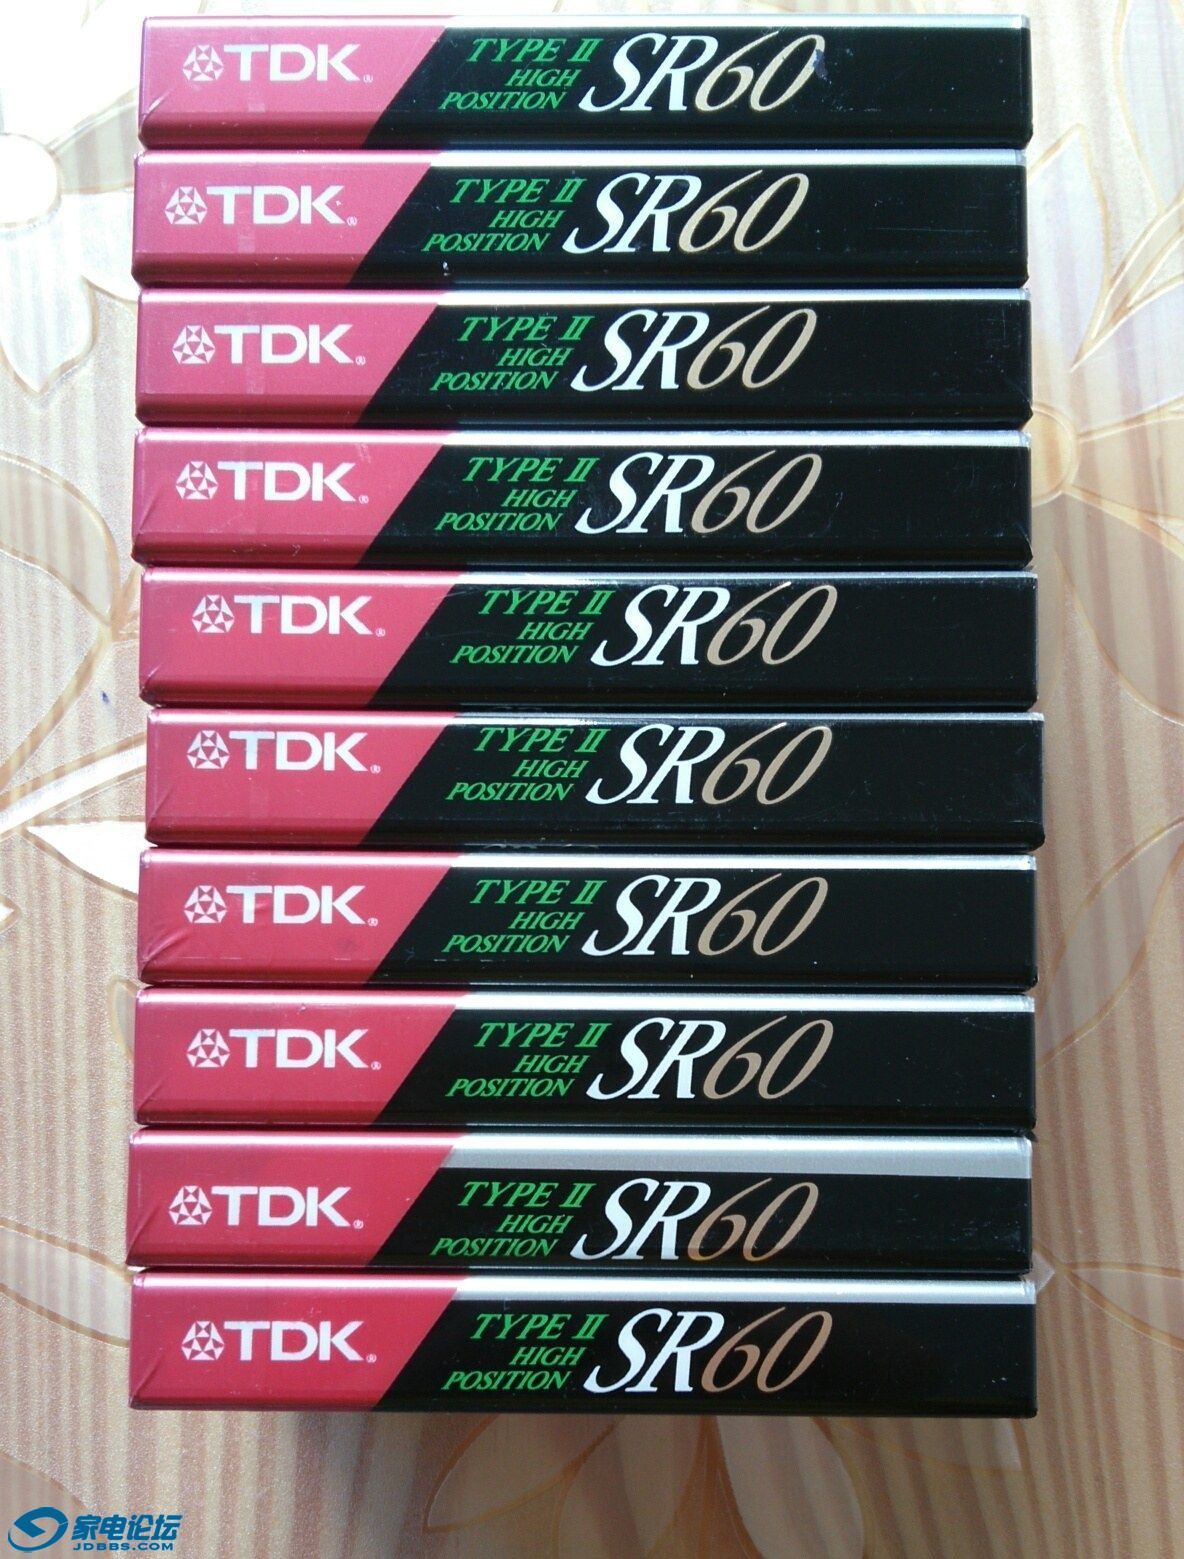 TDK® TYPE II SR60
HIGH
POSITION
TDK® TYPE II SR60
HIGH
POSITION
TDK® TYPE II SR60
HIGH
POSITION
TDK® TYPE II SR60
HIGH
POSITION
TDK® TYPE II SR60
HIGH
POSITION
TDK® TYPE II SR60
HIGH
POSITION
TDK® TYPE II SR60
HIGH
POSITION
TDK® TYPE II SR60
HIGH
POSITION
TDK® TYPE II SR60
HIGH
POSITION
TDK® TYPE II SR60
HIGH
POSITION
家电论坛
JDBBS.COM